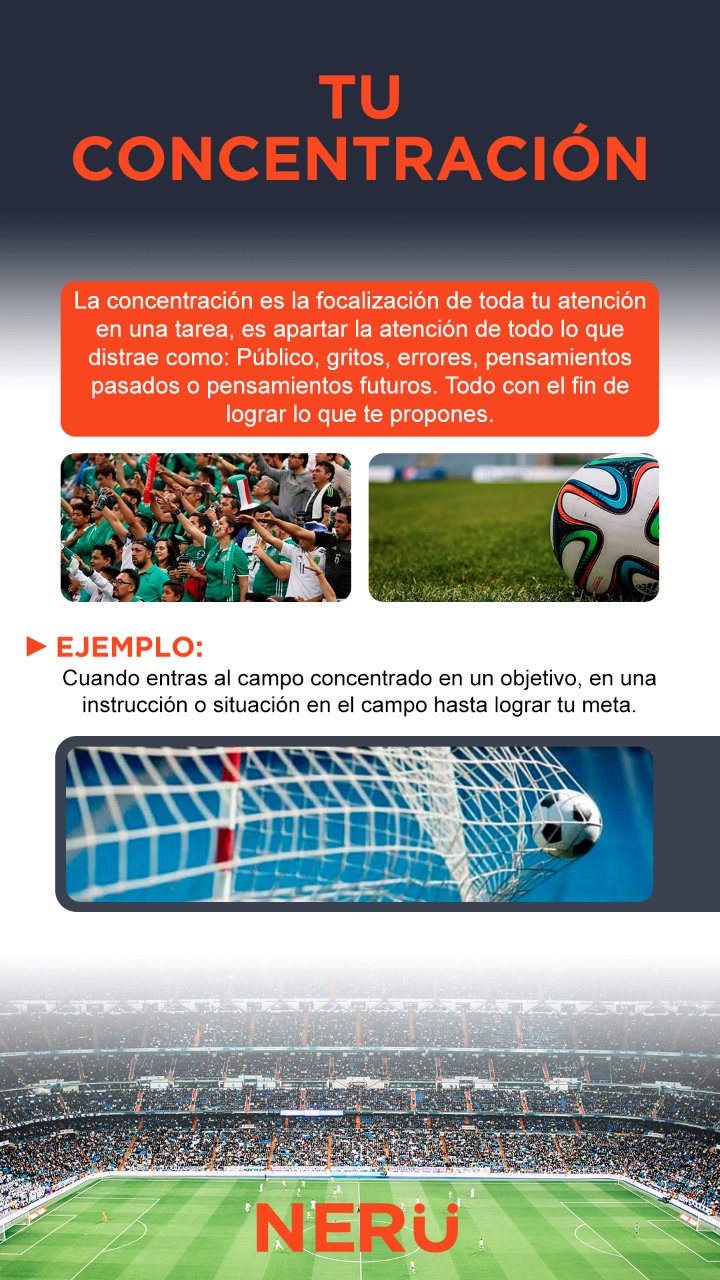 TU
CONCENTRACIÓN
La concentración es la focalización de toda tu atención
en una tarea, es apartar la atención de todo lo que
distrae como: Público, gritos, errores, pensamientos
pasados o pensamientos futuros. Todo con el fin de
lograr lo que te propones.
EJEMPLO:
Cuando entras al campo concentrado en un objetivo, en una
instrucción o situación en el campo hasta lograr tu meta.
NERÜ